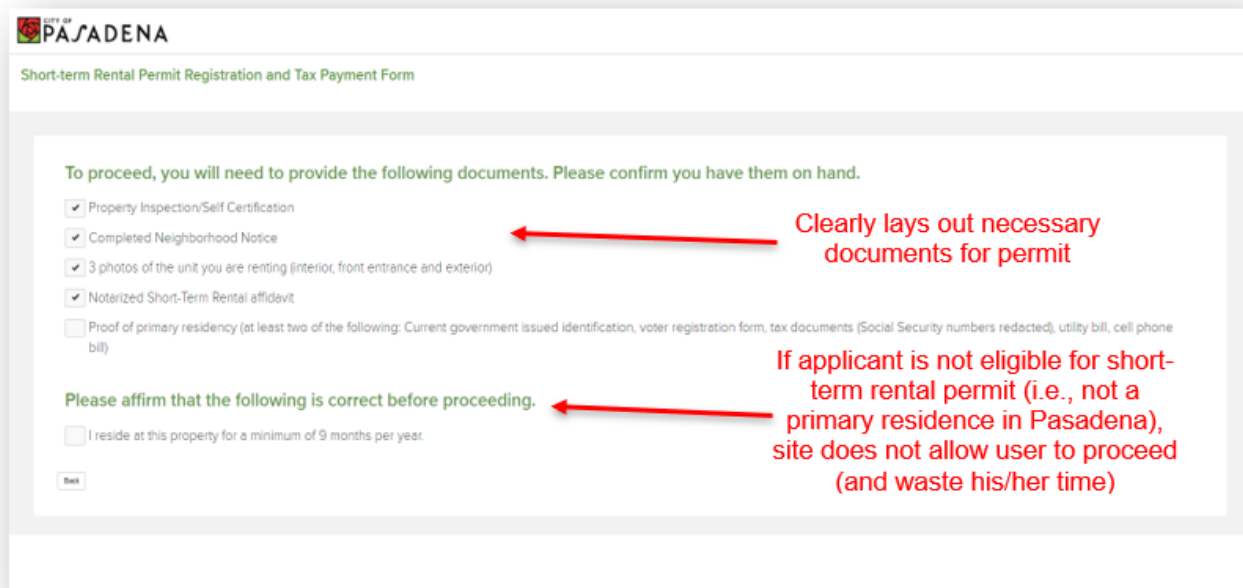 CITY OF
PASADENA
Short-term Rental Permit Registration and Tax Payment Form
To proceed, you will need to provide the following documents. Please confirm you have them on hand.
Property Inspection/Self Certification
Completed Neighborhood Notice
3 photos of the unit you are renting (interior, front entrance and exterior)
Notarized Short-Term Rental affidavit
Proof of primary residency (at least two of the following: Current government issued identification, voter registration form, tax documents (Social Security numbers redacted), utility bill, cell phone
bill)
Clearly lays out necessary
documents for permit
Please affirm that the following is correct before proceeding.
I reside at this property for a minimum of 9 months per year.
Back
If applicant is not eligible for short-
term rental permit (i.e., not a
primary residence in Pasadena),
site does not allow user to proceed
(and waste his/her time)